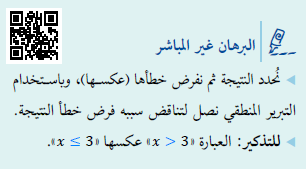 البرهان غير المباشر
نُحدد النتيجة ثم نفرض خطأها (عكسها)، وباستخدام
التبرير المنطقي نصل لتناقض سببه فرض خطأ النتيجة.
للتذكير: العبارة «x > 3» عكسها «x ≤ 3».